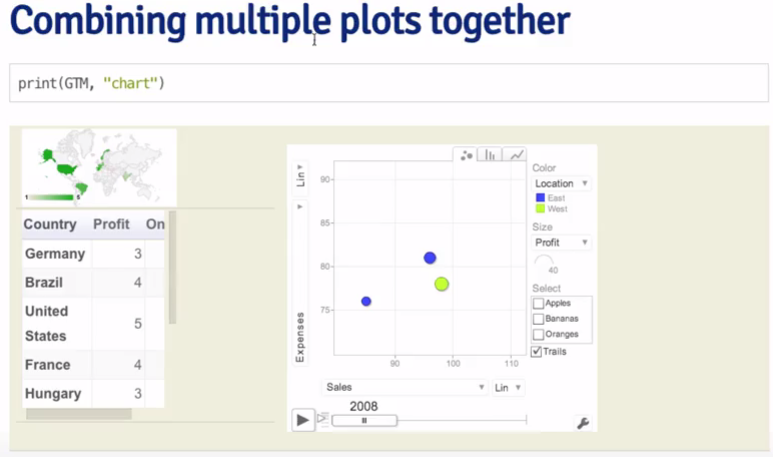 Combining multiple plots together
print(GTM, "chart")
1 5
Country Profit On
Germany 3
Brazil 4
United
States 5
France 4
Hungary 3
Lin
Expenses
90
85
80
75
90 100 110
Sales Lin
2008
Color
Location
East
West
Size
Profit
40
Select
Apples
Bananas
Oranges
Trails